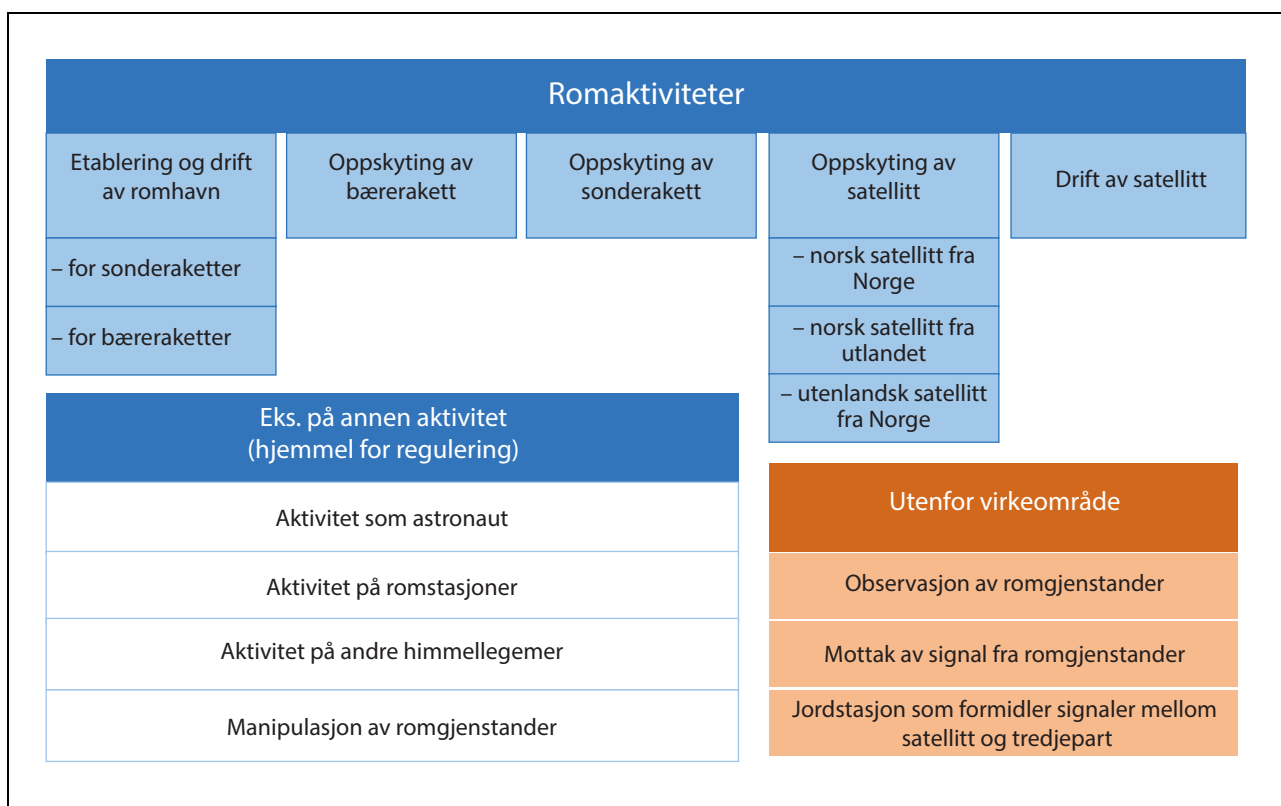 Romaktiviteter
Etablering og drift
av romhavn
– for sonderaketter
– for bæreraketter
Oppskyting av
bærerakett
Oppskyting av
sonderakett
Oppskyting av
satellitt
– norsk satellitt fra
Norge
– norsk satellitt fra
utlandet
– utenlandsk satellitt
fra Norge
Drift av satellitt
Eks. på annen aktivitet
(hjemmel for regulering)
Aktivitet som astronaut
Aktivitet på romstasjoner
Aktivitet på andre himmellegemer
Manipulasjon av romgjenstander
Utenfor virkeområde
Observasjon av romgjenstander
Mottak av signal fra romgjenstander
Jordstasjon som formidler signaler mellom
satellitt og tredjepart